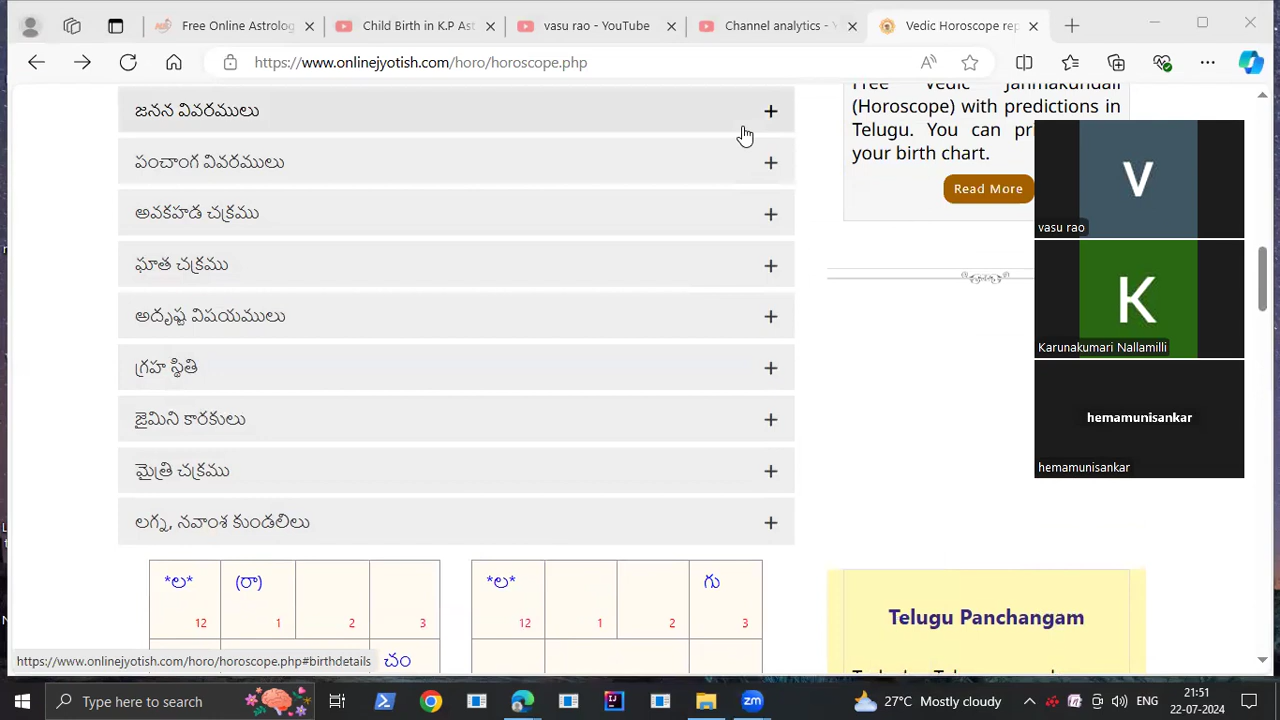 Free Online Astrolog
Child Birth in K.P Ast
vasu rao - YouTube
Channel analytics - Y
Vedic Horoscope rep
https://www.onlinejyotish.com/horo/horoscope.php
జనన వివరములు
పంచాంగ వివరములు
అవకహడ చక్రము
ఘాత చక్రము
అదృష్ట విషయములు
గ్రహ స్థితి
జైమిని కారకులు
మైత్రి చక్రము
లగ్న, నవాంశ కుండలిలు
*ల* (రా)
12 1 2 3
చం
*ల* గు
12 1 2 3
Free Vedic Janmakundali
(Horoscope) with predictions in
Telugu. You can pri
your birth chart.
Read More
Telugu Panchangam
V
vasu rao
K
Karunakumari Nallamilli
hemamunisankar
hemamunisankar
https://www.onlinejyotish.com/horo/horoscope.php#birthdetails
Type here to search
27°C Mostly cloudy
ENG
21:51
22-07-2024